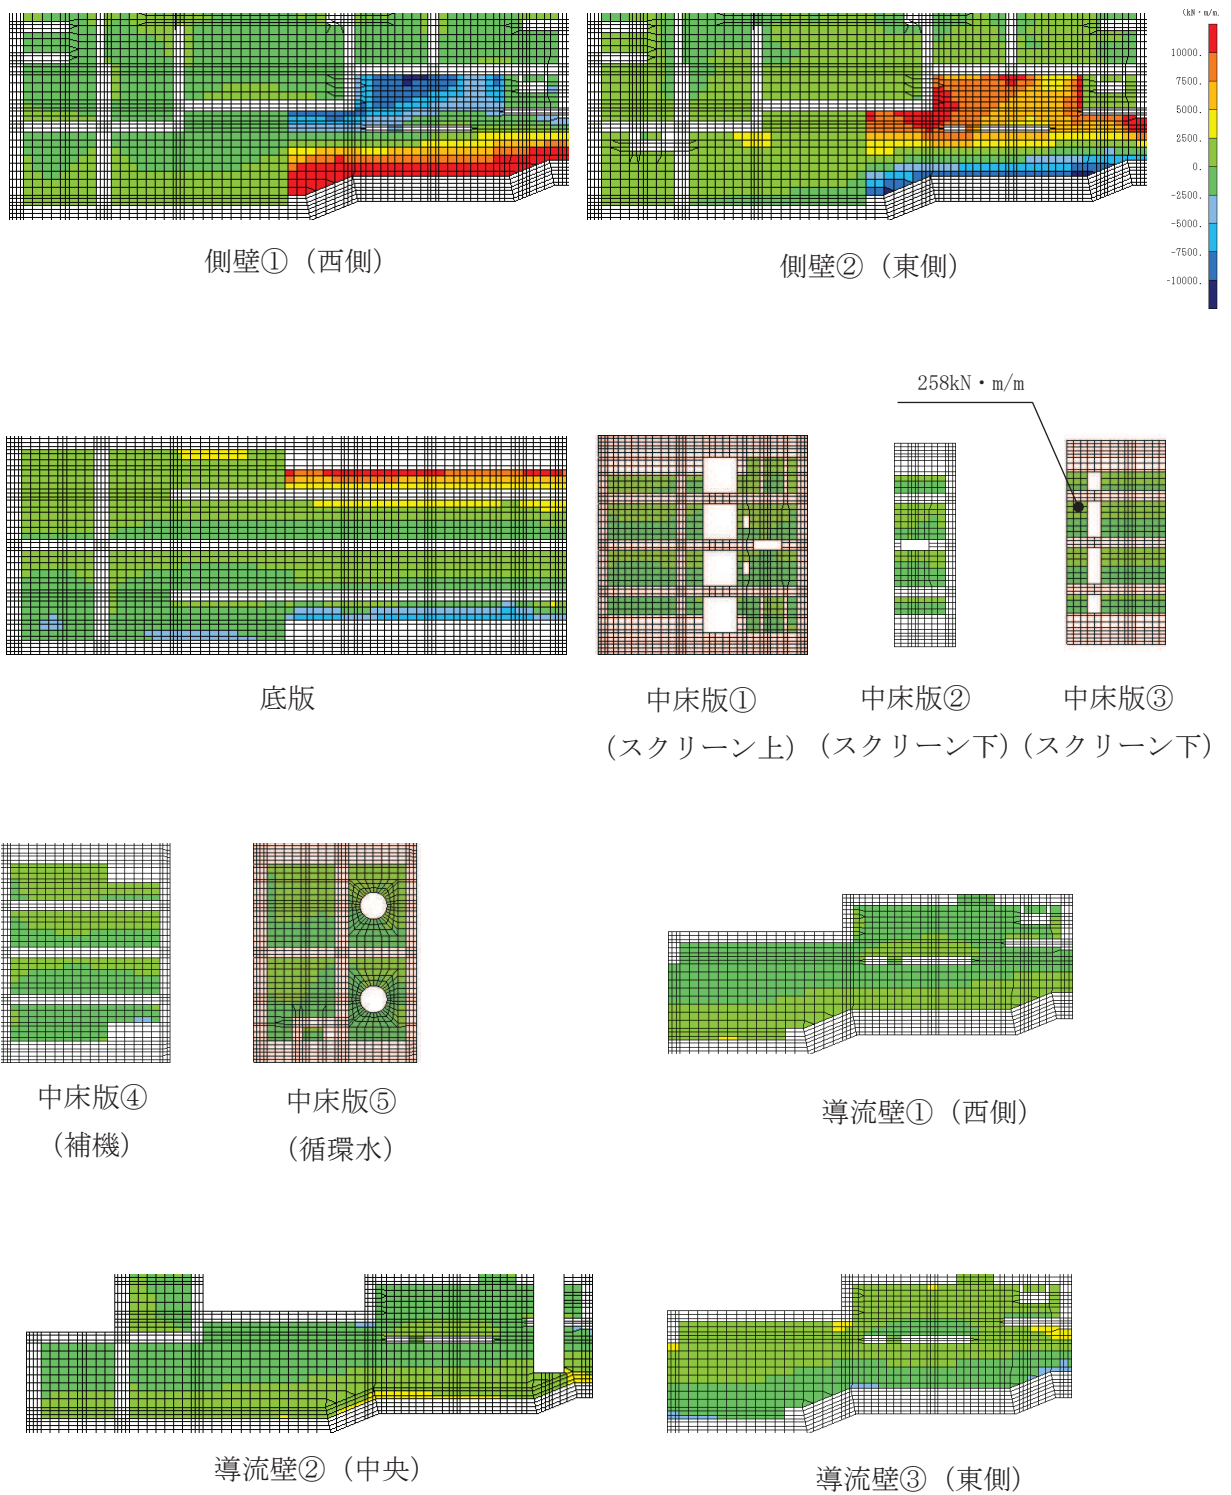 (kN・m/m)
10000.
7500.
5000.
2500.
0.
-2500.
-5000.
-7500.
-10000.
側壁①（西側）
側壁②（東側）
258kN・m/m
底版
中床版①
（スクリーン上）
中床版②
（スクリーン下）
中床版③
（スクリーン下）
中床版④
（補機）
中床版⑤
（循環水）
導流壁①（西側）
導流壁②（中央）
導流壁③（東側）